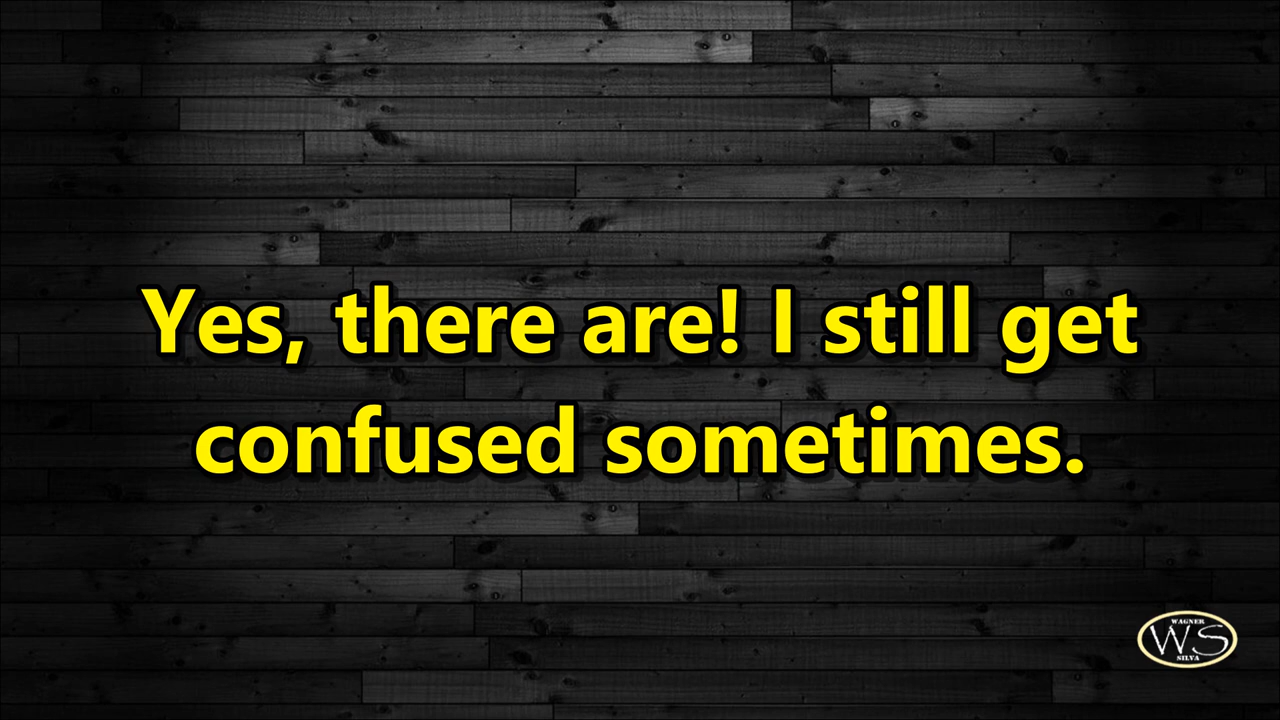 Yes, there are! I still get
confused sometimes.
WAGNER
WS
SILVA